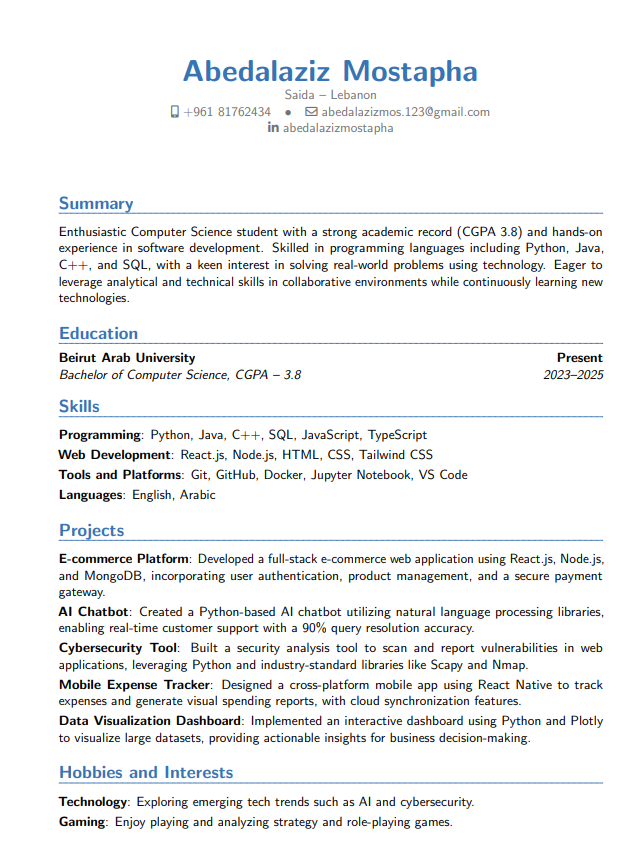 Abedalaziz Mostapha
Saida – Lebanon
+961 81762434 • abedalazizmos.123@gmail.com
in abedalazizmostapha
Summary
Enthusiastic Computer Science student with a strong academic record (CGPA 3.8) and hands-on
experience in software development. Skilled in programming languages including Python, Java,
C++, and SQL, with a keen interest in solving real-world problems using technology. Eager to
leverage analytical and technical skills in collaborative environments while continuously learning new
technologies.
Education
Beirut Arab University Present
Bachelor of Computer Science, CGPA – 3.8 2023–2025
Skills
Programming: Python, Java, C++, SQL, JavaScript, TypeScript
Web Development: React.js, Node.js, HTML, CSS, Tailwind CSS
Tools and Platforms: Git, GitHub, Docker, Jupyter Notebook, VS Code
Languages: English, Arabic
Projects
E-commerce Platform: Developed a full-stack e-commerce web application using React.js, Node.js,
and MongoDB, incorporating user authentication, product management, and a secure payment
gateway.
AI Chatbot: Created a Python-based AI chatbot utilizing natural language processing libraries,
enabling real-time customer support with a 90% query resolution accuracy.
Cybersecurity Tool: Built a security analysis tool to scan and report vulnerabilities in web
applications, leveraging Python and industry-standard libraries like Scapy and Nmap.
Mobile Expense Tracker: Designed a cross-platform mobile app using React Native to track
expenses and generate visual spending reports, with cloud synchronization features.
Data Visualization Dashboard: Implemented an interactive dashboard using Python and Plotly
to visualize large datasets, providing actionable insights for business decision-making.
Hobbies and Interests
Technology: Exploring emerging tech trends such as AI and cybersecurity.
Gaming: Enjoy playing and analyzing strategy and role-playing games.